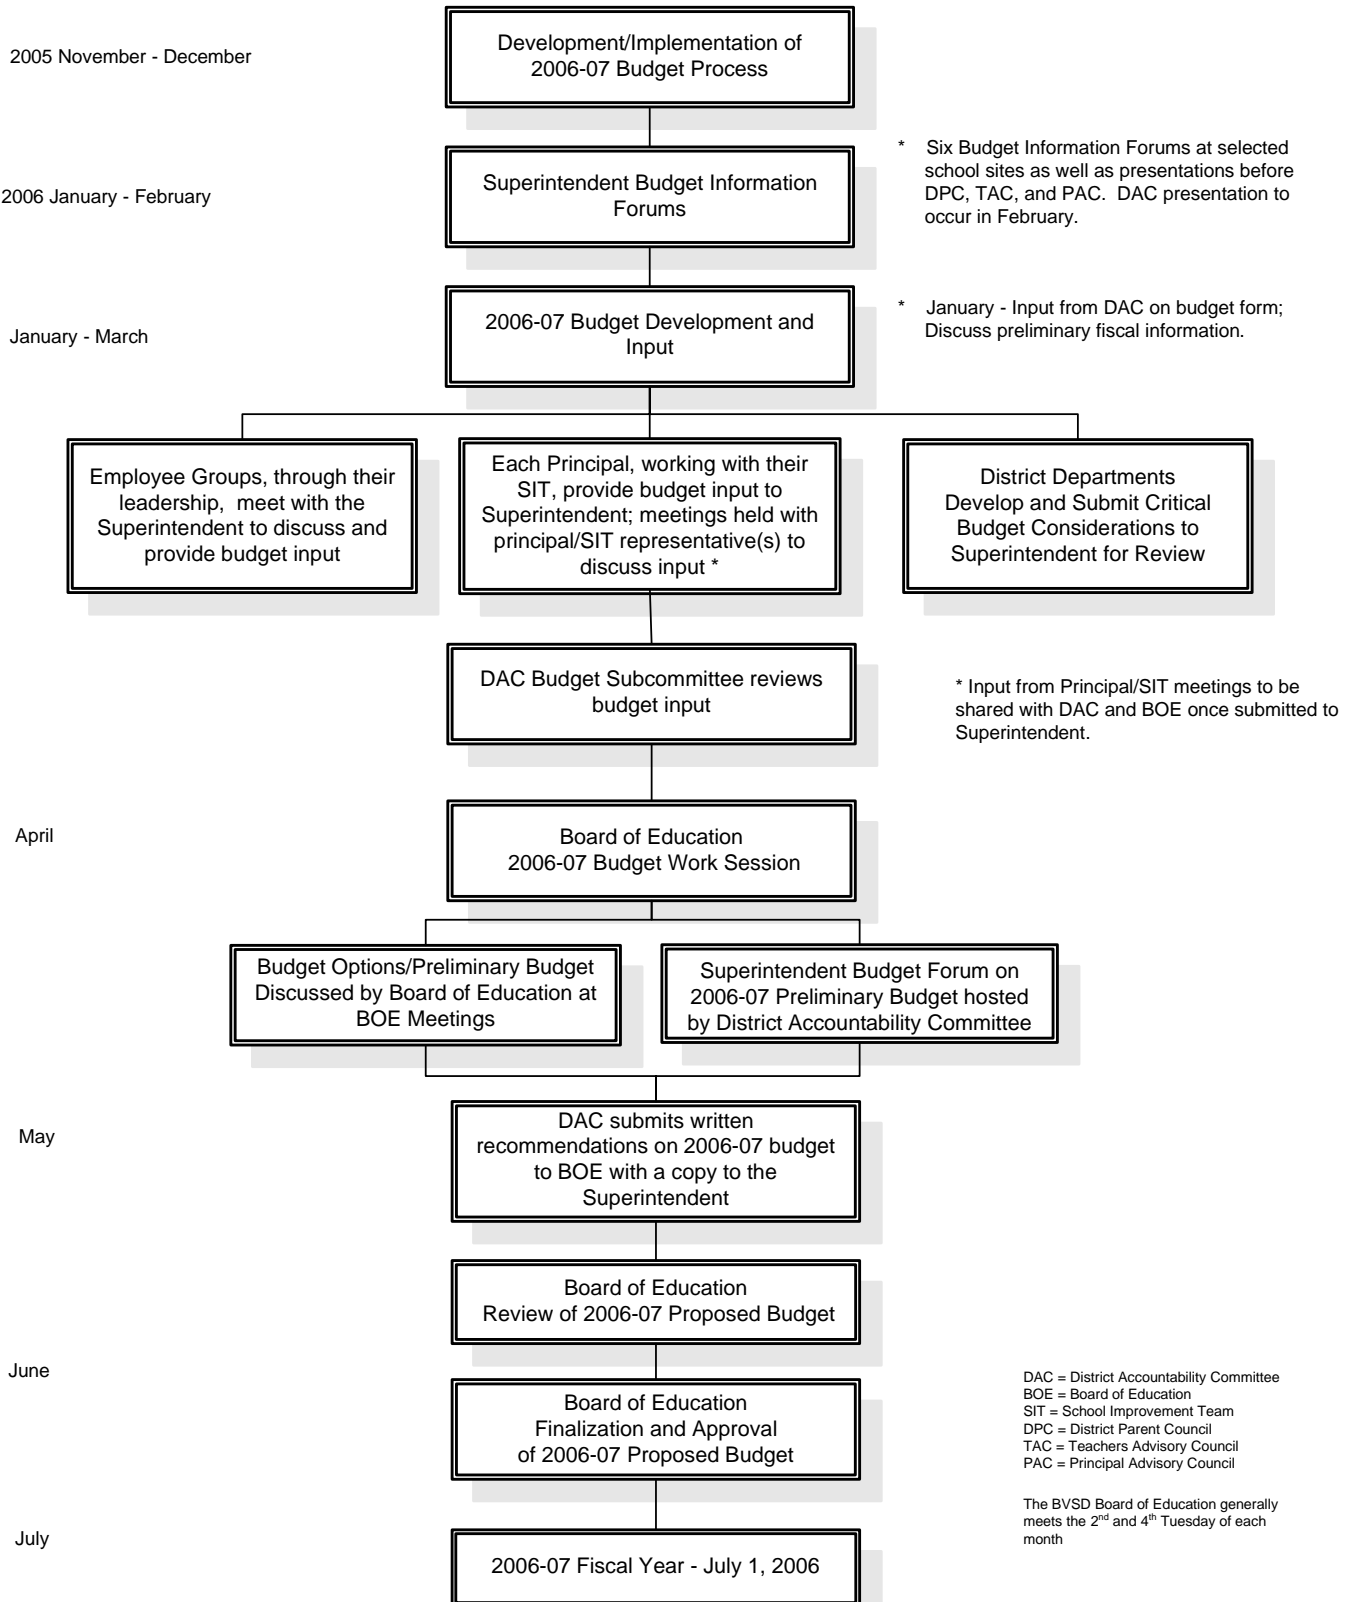 2005 November - December
Development/Implementation of
2006-07 Budget Process
2006 January - February
Superintendent Budget Information
Forums
* Six Budget Information Forums at selected
school sites as well as presentations before
DPC, TAC, and PAC. DAC presentation to
occur in February.
January - March
2006-07 Budget Development and
Input
* January - Input from DAC on budget form;
Discuss preliminary fiscal information.
Employee Groups, through their
leadership, meet with the
Superintendent to discuss and
provide budget input
Each Principal, working with their
SIT, provide budget input to
Superintendent; meetings held with
principal/SIT representative(s) to
discuss input *
District Departments
Develop and Submit Critical
Budget Considerations to
Superintendent for Review
DAC Budget Subcommittee reviews
budget input
* Input from Principal/SIT meetings to be
shared with DAC and BOE once submitted to
Superintendent.
April
Board of Education
2006-07 Budget Work Session
Budget Options/Preliminary Budget
Discussed by Board of Education at
BOE Meetings
Superintendent Budget Forum on
2006-07 Preliminary Budget hosted
by District Accountability Committee
May
DAC submits written
recommendations on 2006-07 budget
to BOE with a copy to the
Superintendent
Board of Education
Review of 2006-07 Proposed Budget
June
Board of Education
Finalization and Approval
of 2006-07 Proposed Budget
DAC = District Accountability Committee
BOE = Board of Education
SIT = School Improvement Team
DPC = District Parent Council
TAC = Teachers Advisory Council
PAC = Principal Advisory Council
The BVSD Board of Education generally
meets the 2nd and 4th Tuesday of each
month
July
2006-07 Fiscal Year - July 1, 2006